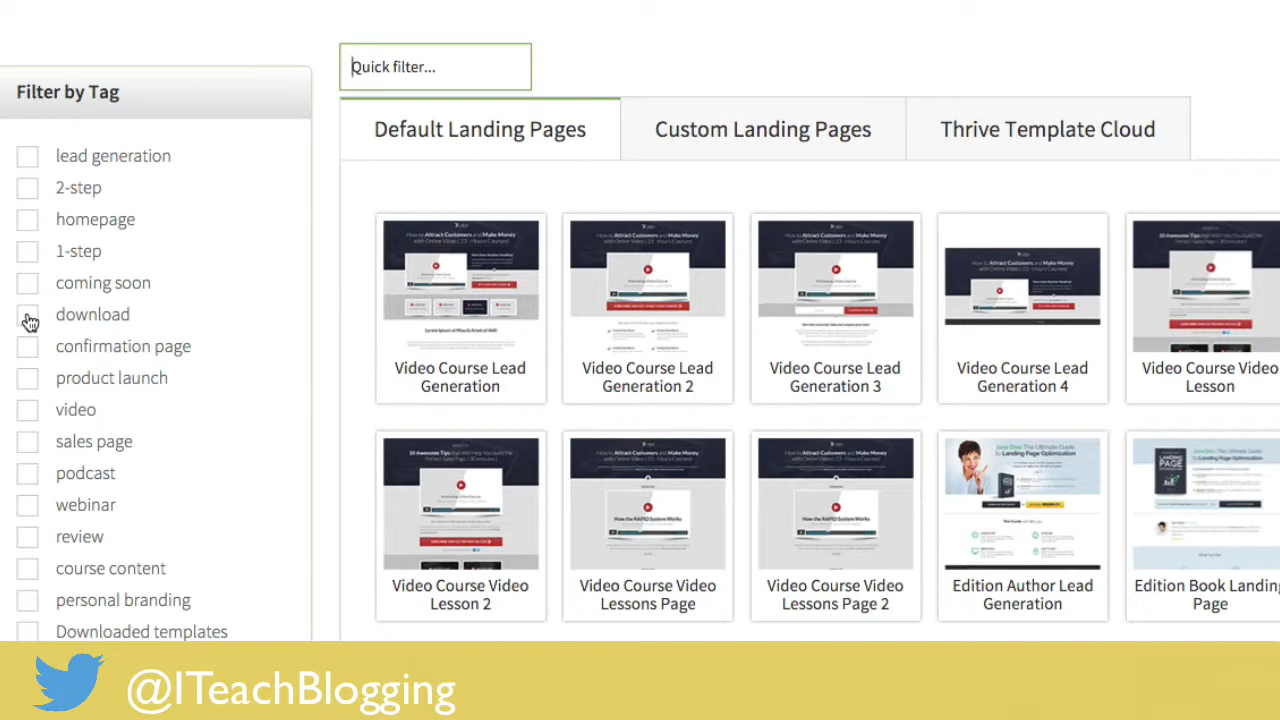 Quick filter...
Filter by Tag
lead generation
2-step
homepage
1-step
coming soon
download
confirmation page
product launch
video
sales page
podcast
webinar
review
course content
personal branding
Downloaded templates
Default Landing Pages
Custom Landing Pages
Thrive Template Cloud
Video Course Lead
Generation
Video Course Lead
Generation 2
Video Course Lead
Generation 3
Video Course Lead
Generation 4
Video Course Video
Lesson
Video Course Video
Lesson 2
Video Course Video
Lessons Page
Video Course Video
Lessons Page 2
Edition Author Lead
Generation
Edition Book Landing
Page
@ITeachBlogging